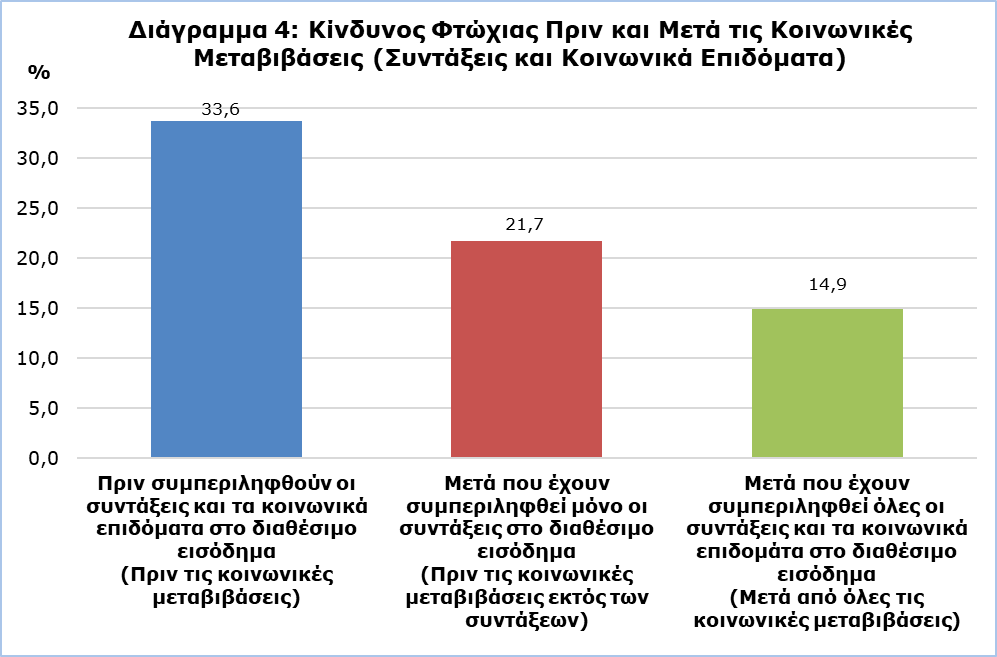 Διάγραμμα 4: Κίνδυνος Φτώχιας Πριν και Μετά τις Κοινωνικές
Μεταβιβάσεις (Συντάξεις και Κοινωνικά Επιδόματα)
%
35,0
30,0
25,0
20,0
15,0
10,0
5,0
0,0
33,6
21,7
14,9
Πριν συμπεριληφθούν οι
συντάξεις και τα κοινωνικά
επιδόματα στο διαθέσιμο
εισόδημα
(Πριν τις κοινωνικές
μεταβιβάσεις)
Μετά που έχουν
συμπεριληφθεί μόνο οι
συντάξεις στο διαθέσιμο
εισόδημα
(Πριν τις κοινωνικές
μεταβιβάσεις εκτός των
συντάξεων)
Μετά που έχουν
συμπεριληφθεί όλες οι
συντάξεις και τα κοινωνικά
επιδομάτα στο διαθέσιμο
εισόδημα
(Μετά από όλες τις
κοινωνικές μεταβιβάσεις)